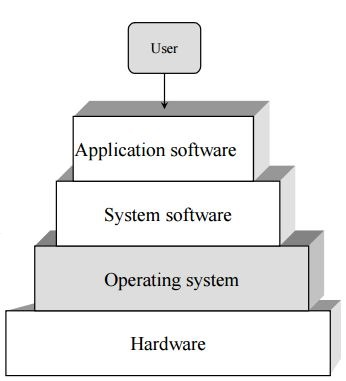 User
Application software
System software
Operating system
Hardware